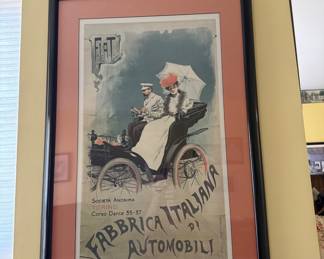 FIAT
Società Anonima
TORINO
Corso Dante 35-37
FABBRICA ITALIANA
DI
AUTOMOBILI